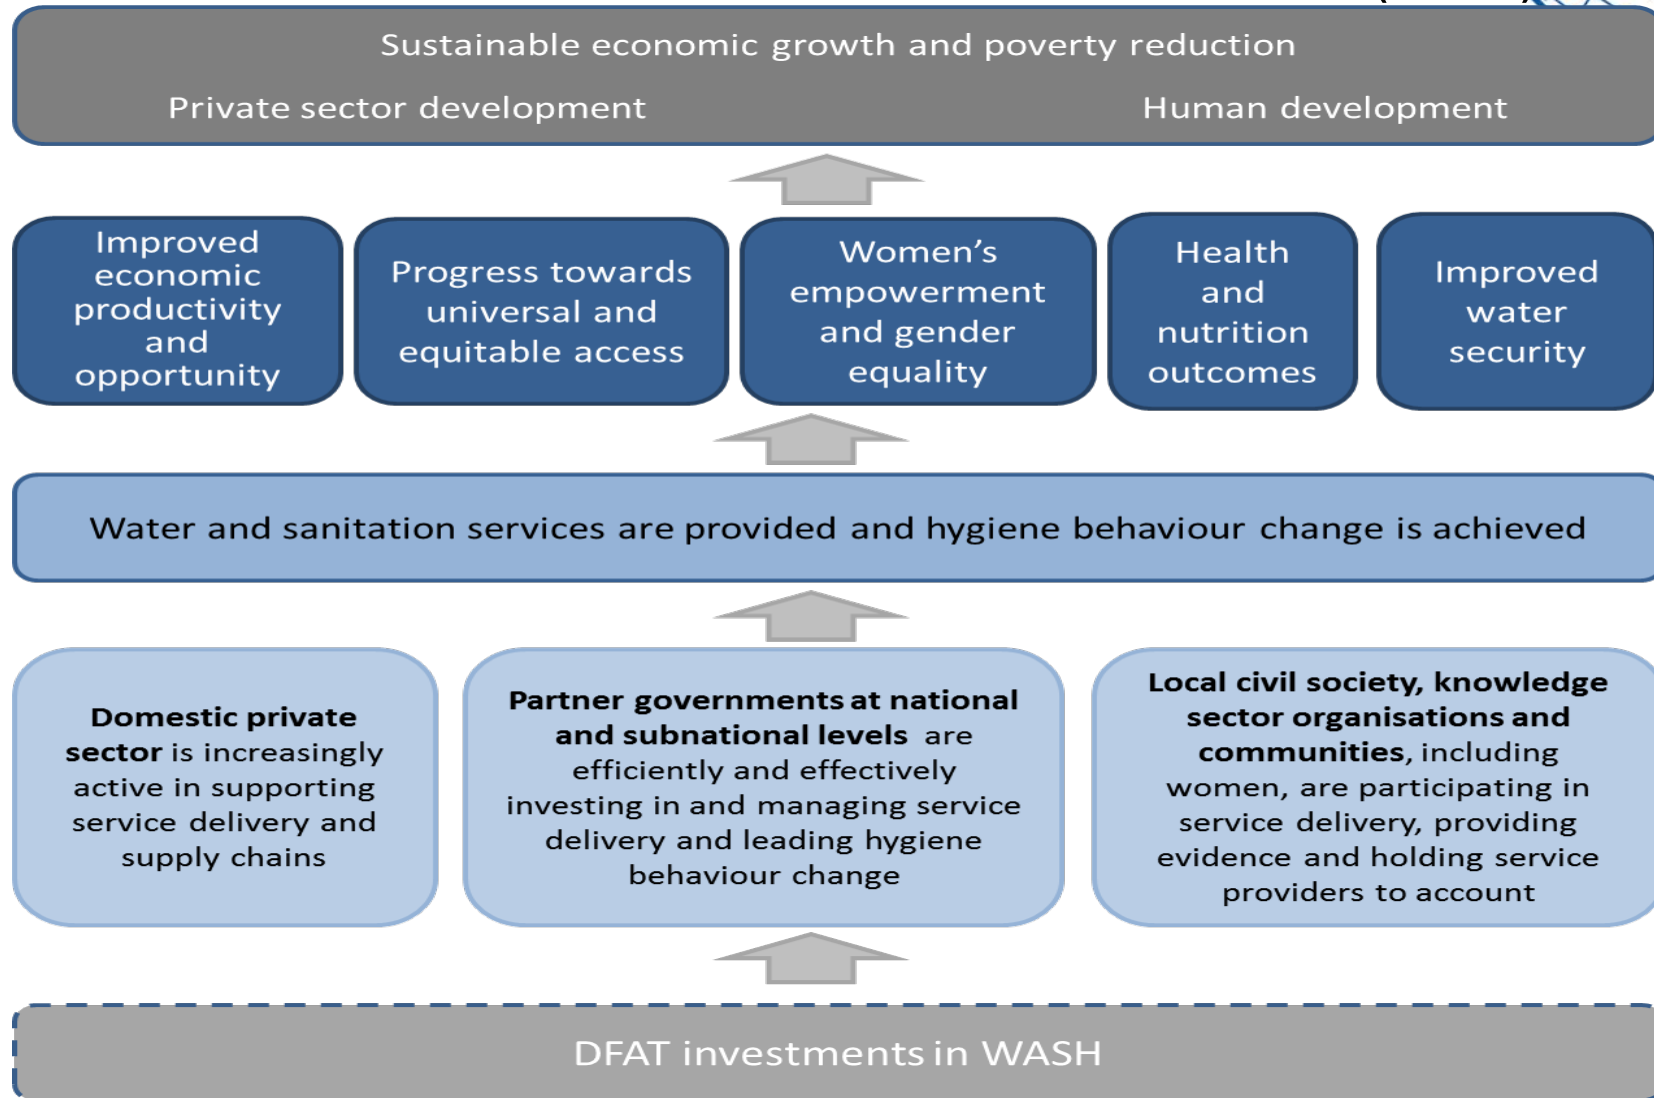 Sustainable economic growth and poverty reduction
Private sector development
Human development
Improved
economic
productivity
and
opportunity
Progress towards
universal and
equitable access
Women’s
empowerment
and gender
equality
Health
and
nutrition
outcomes
Improved
water
security
Water and sanitation services are provided and hygiene behaviour change is achieved
Domestic private
sector is increasingly
active in supporting
service delivery and
supply chains
Partner governments at national
and subnational levels are
efficiently and effectively
investing in and managing service
delivery and leading hygiene
behaviour change
Local civil society, knowledge
sector organisations and
communities, including
women, are participating in
service delivery, providing
evidence and holding service
providers to account
DFAT investments in WASH